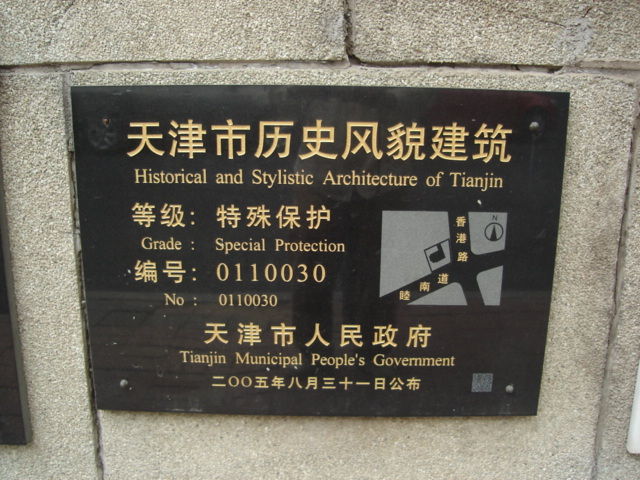 天津市历史风貌建筑
Historical and Stylistic Architecture of Tianjin
等级：特殊保护
Grade : Special Protection
编号：0110030
No : 0110030
N
香港路
睦南道
天津市人民政府
Tianjin Municipal People's Government
二〇〇五年八月三十一日公布